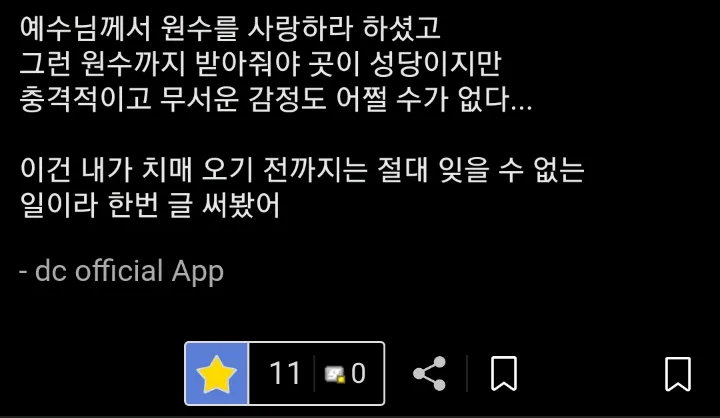 예수님께서 원수를 사랑하라 하셨고
그런 원수까지 받아줘야 곳이 성당이지만
충격적이고 무서운 감정도 어쩔 수가 없다...
이건 내가 치매 오기 전까지는 절대 잊을 수 없는
일이라 한번 글 써봤어
- dc official App
11 0